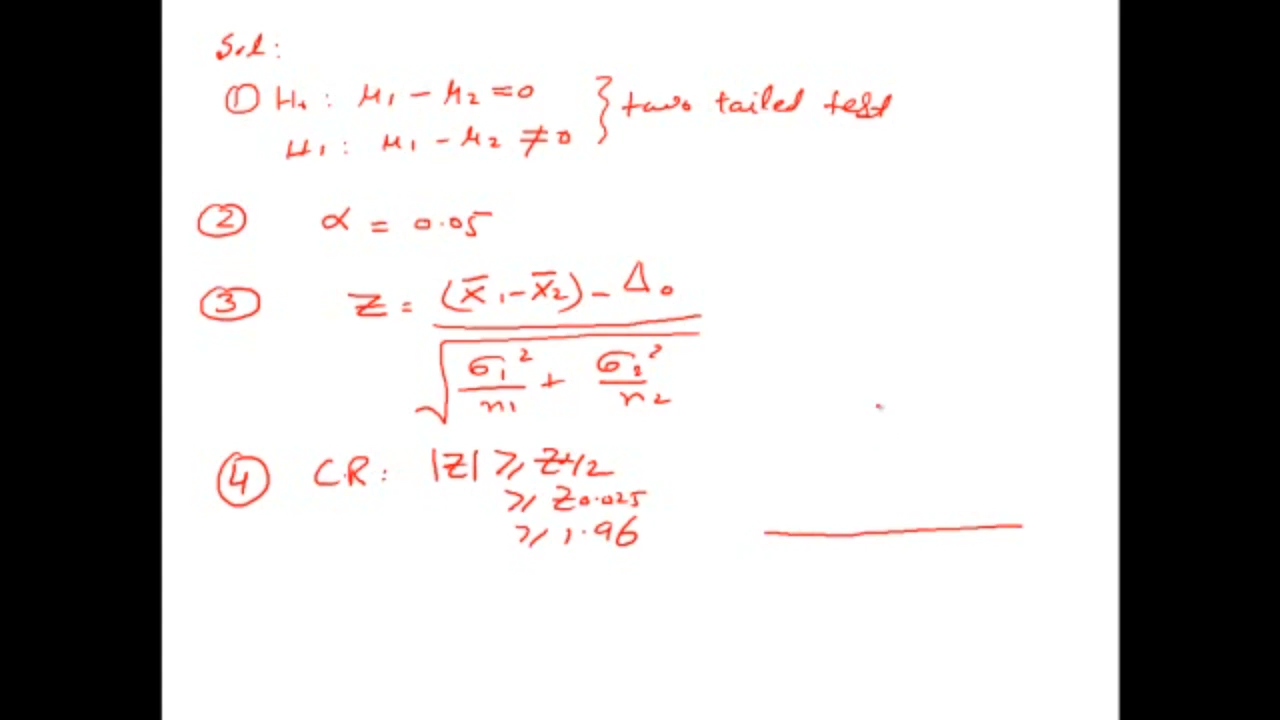 Sol:
① H₀: μ₁ - μ₂ = 0 } two tailed test
H₁: μ₁ - μ₂ ≠ 0
② α = 0.05
③ Z = (x̄₁ - x̄₂) - Δ₀
√ σ₁²/n₁ + σ₂²/n₂
④ C.R: |Z| ≥ Zα/2
≥ Z0.025
≥ 1.96